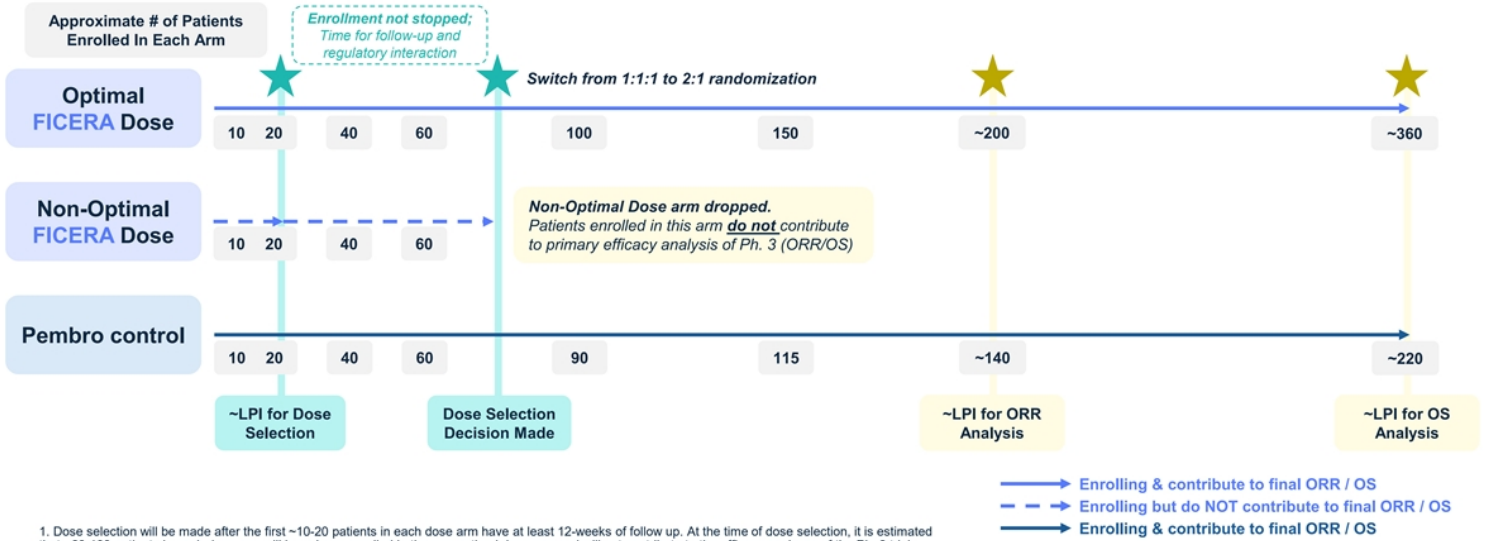 Approximate # of Patients
Enrolled In Each Arm
Enrollment not stopped;
Time for follow-up and
regulatory interaction
Switch from 1:1:1 to 2:1 randomization
Optimal
FICERA Dose
10 20 40 60 100 150 ~200 ~360
Non-Optimal
FICERA Dose
10 20 40 60
Non-Optimal Dose arm dropped.
Patients enrolled in this arm do not contribute
to primary efficacy analysis of Ph. 3 (ORR/OS)
Pembro control
10 20 40 60 90 115 ~140 ~220
~LPI for Dose
Selection
Dose Selection
Decision Made
~LPI for ORR
Analysis
~LPI for OS
Analysis
Enrolling & contribute to final ORR / OS
Enrolling but do NOT contribute to final ORR / OS
Enrolling & contribute to final ORR / OS
1. Dose selection will be made after the first ~10-20 patients in each dose arm have at least 12-weeks of follow up. At the time of dose selection, it is estimated